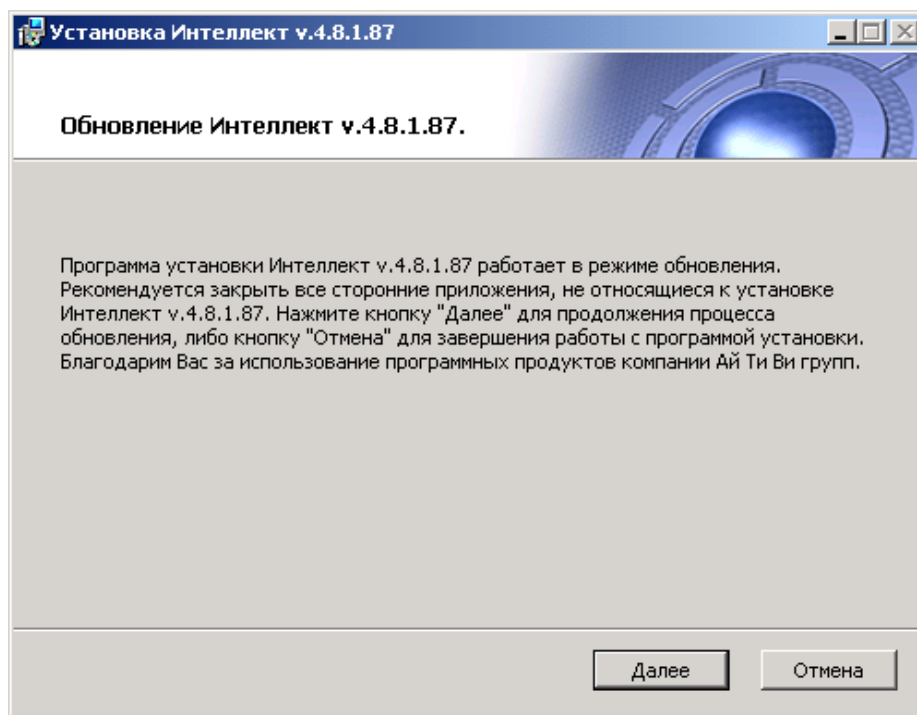 Установка Интеллект v.4.8.1.87
Обновление Интеллект v.4.8.1.87.
Программа установки Интеллект v.4.8.1.87 работает в режиме обновления.
Рекомендуется закрыть все сторонние приложения, не относящиеся к установке
Интеллект v.4.8.1.87. Нажмите кнопку "Далее" для продолжения процесса
обновления, либо кнопку "Отмена" для завершения работы с программой установки.
Благодарим Вас за использование программных продуктов компании Ай Ти Ви групп.
Далее
Отмена